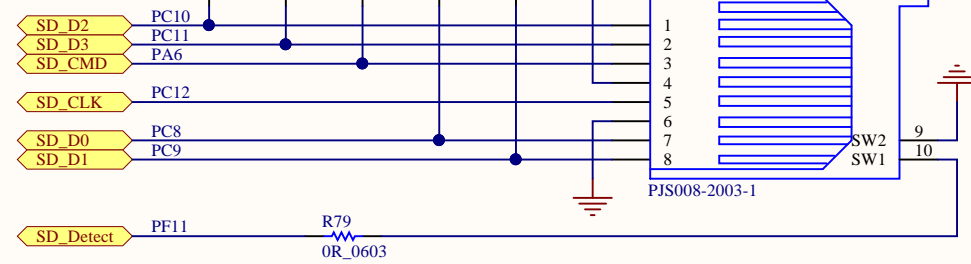 SD_D2 PC10 1
SD_D3 PC11 2
SD_CMD PA6 3
4
SD_CLK PC12 5
6
SD_D0 PC8 7 SW2 9
SD_D1 PC9 8 SW1 10
PJS008-2003-1
SD_Detect PF11 R79
0R_0603